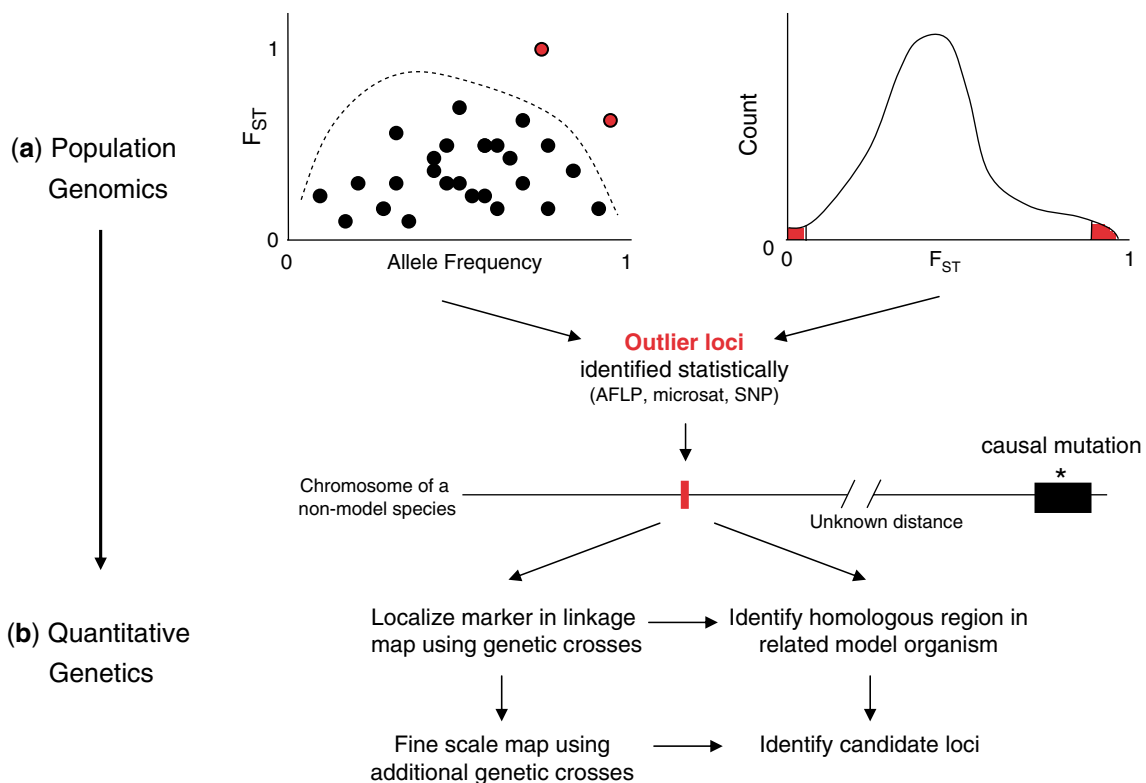 1
F_ST
0
0
Allele Frequency
1
Count
0
0
F_ST
1
(a) Population
Genomics
Outlier loci
identified statistically
(AFLP, microsat, SNP)
causal mutation
*
Chromosome of a
non-model species
Unknown distance
(b) Quantitative
Genetics
Localize marker in linkage
map using genetic crosses
Identify homologous region in
related model organism
Fine scale map using
additional genetic crosses
Identify candidate loci